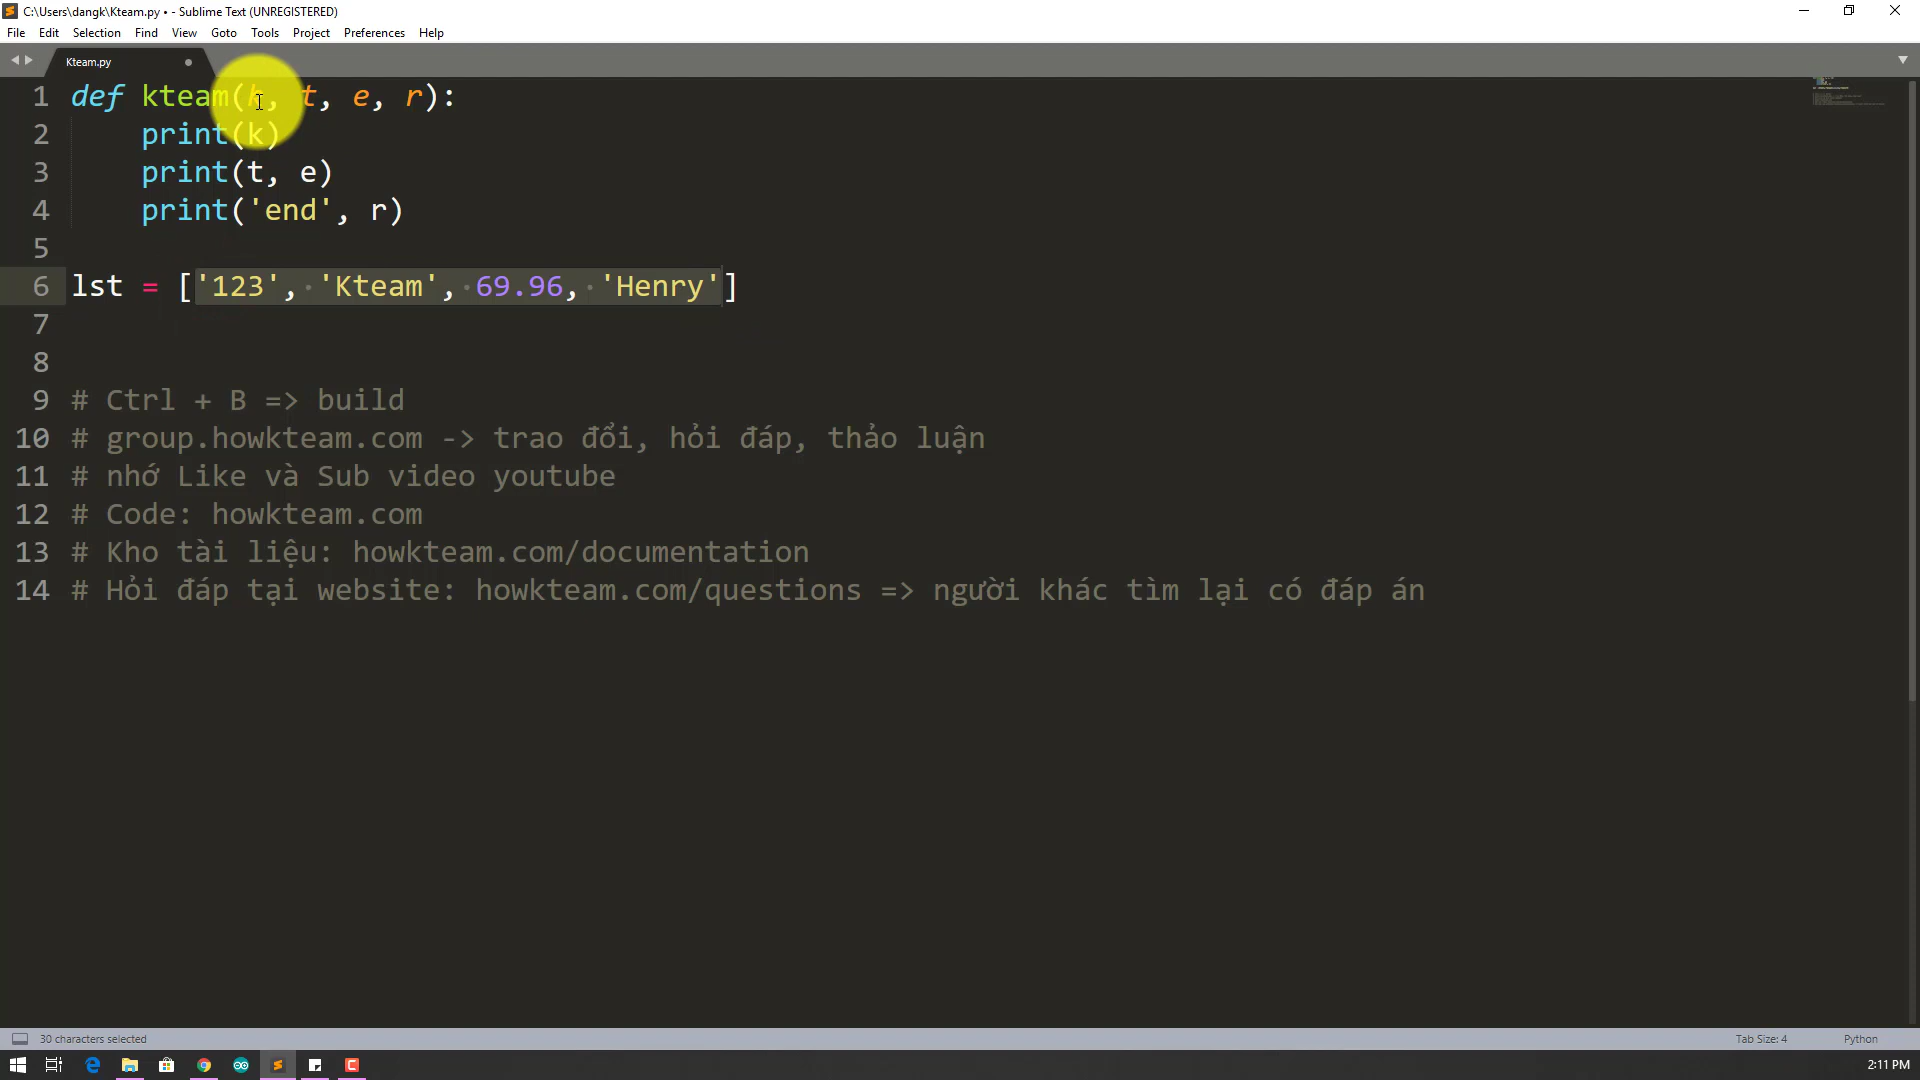 C:\Users\dangk\Kteam.py • - Sublime Text (UNREGISTERED)
File Edit Selection Find View Goto Tools Project Preferences Help
Kteam.py
1 def kteam(k, t, e, r):
2 print(k)
3 print(t, e)
4 print('end', r)
5
6 lst = ['123', 'Kteam', 69.96, 'Henry']
7
8
9 # Ctrl + B => build
10 # group.howkteam.com -> trao đổi, hỏi đáp, thảo luận
11 # nhớ Like và Sub video youtube
12 # Code: howkteam.com
13 # Kho tài liệu: howkteam.com/documentation
14 # Hỏi đáp tại website: howkteam.com/questions => người khác tìm lại có đáp án
30 characters selected Tab Size: 4 Python
2:11 PM